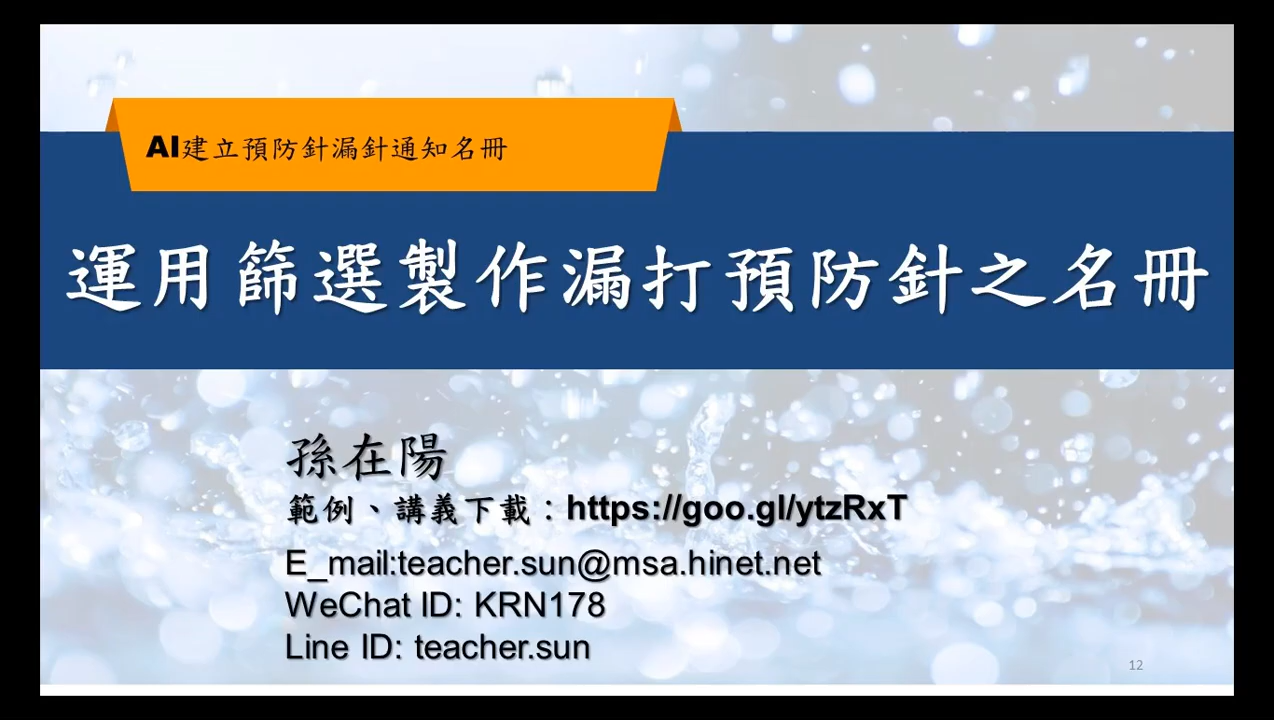 AI建立預防針漏針通知名冊
運用篩選製作漏打預防針之名冊
孫在陽
範例、講義下載：https://goo.gl/ytzRxT
E_mail:teacher.sun@msa.hinet.net
WeChat ID: KRN178
Line ID: teacher.sun
12